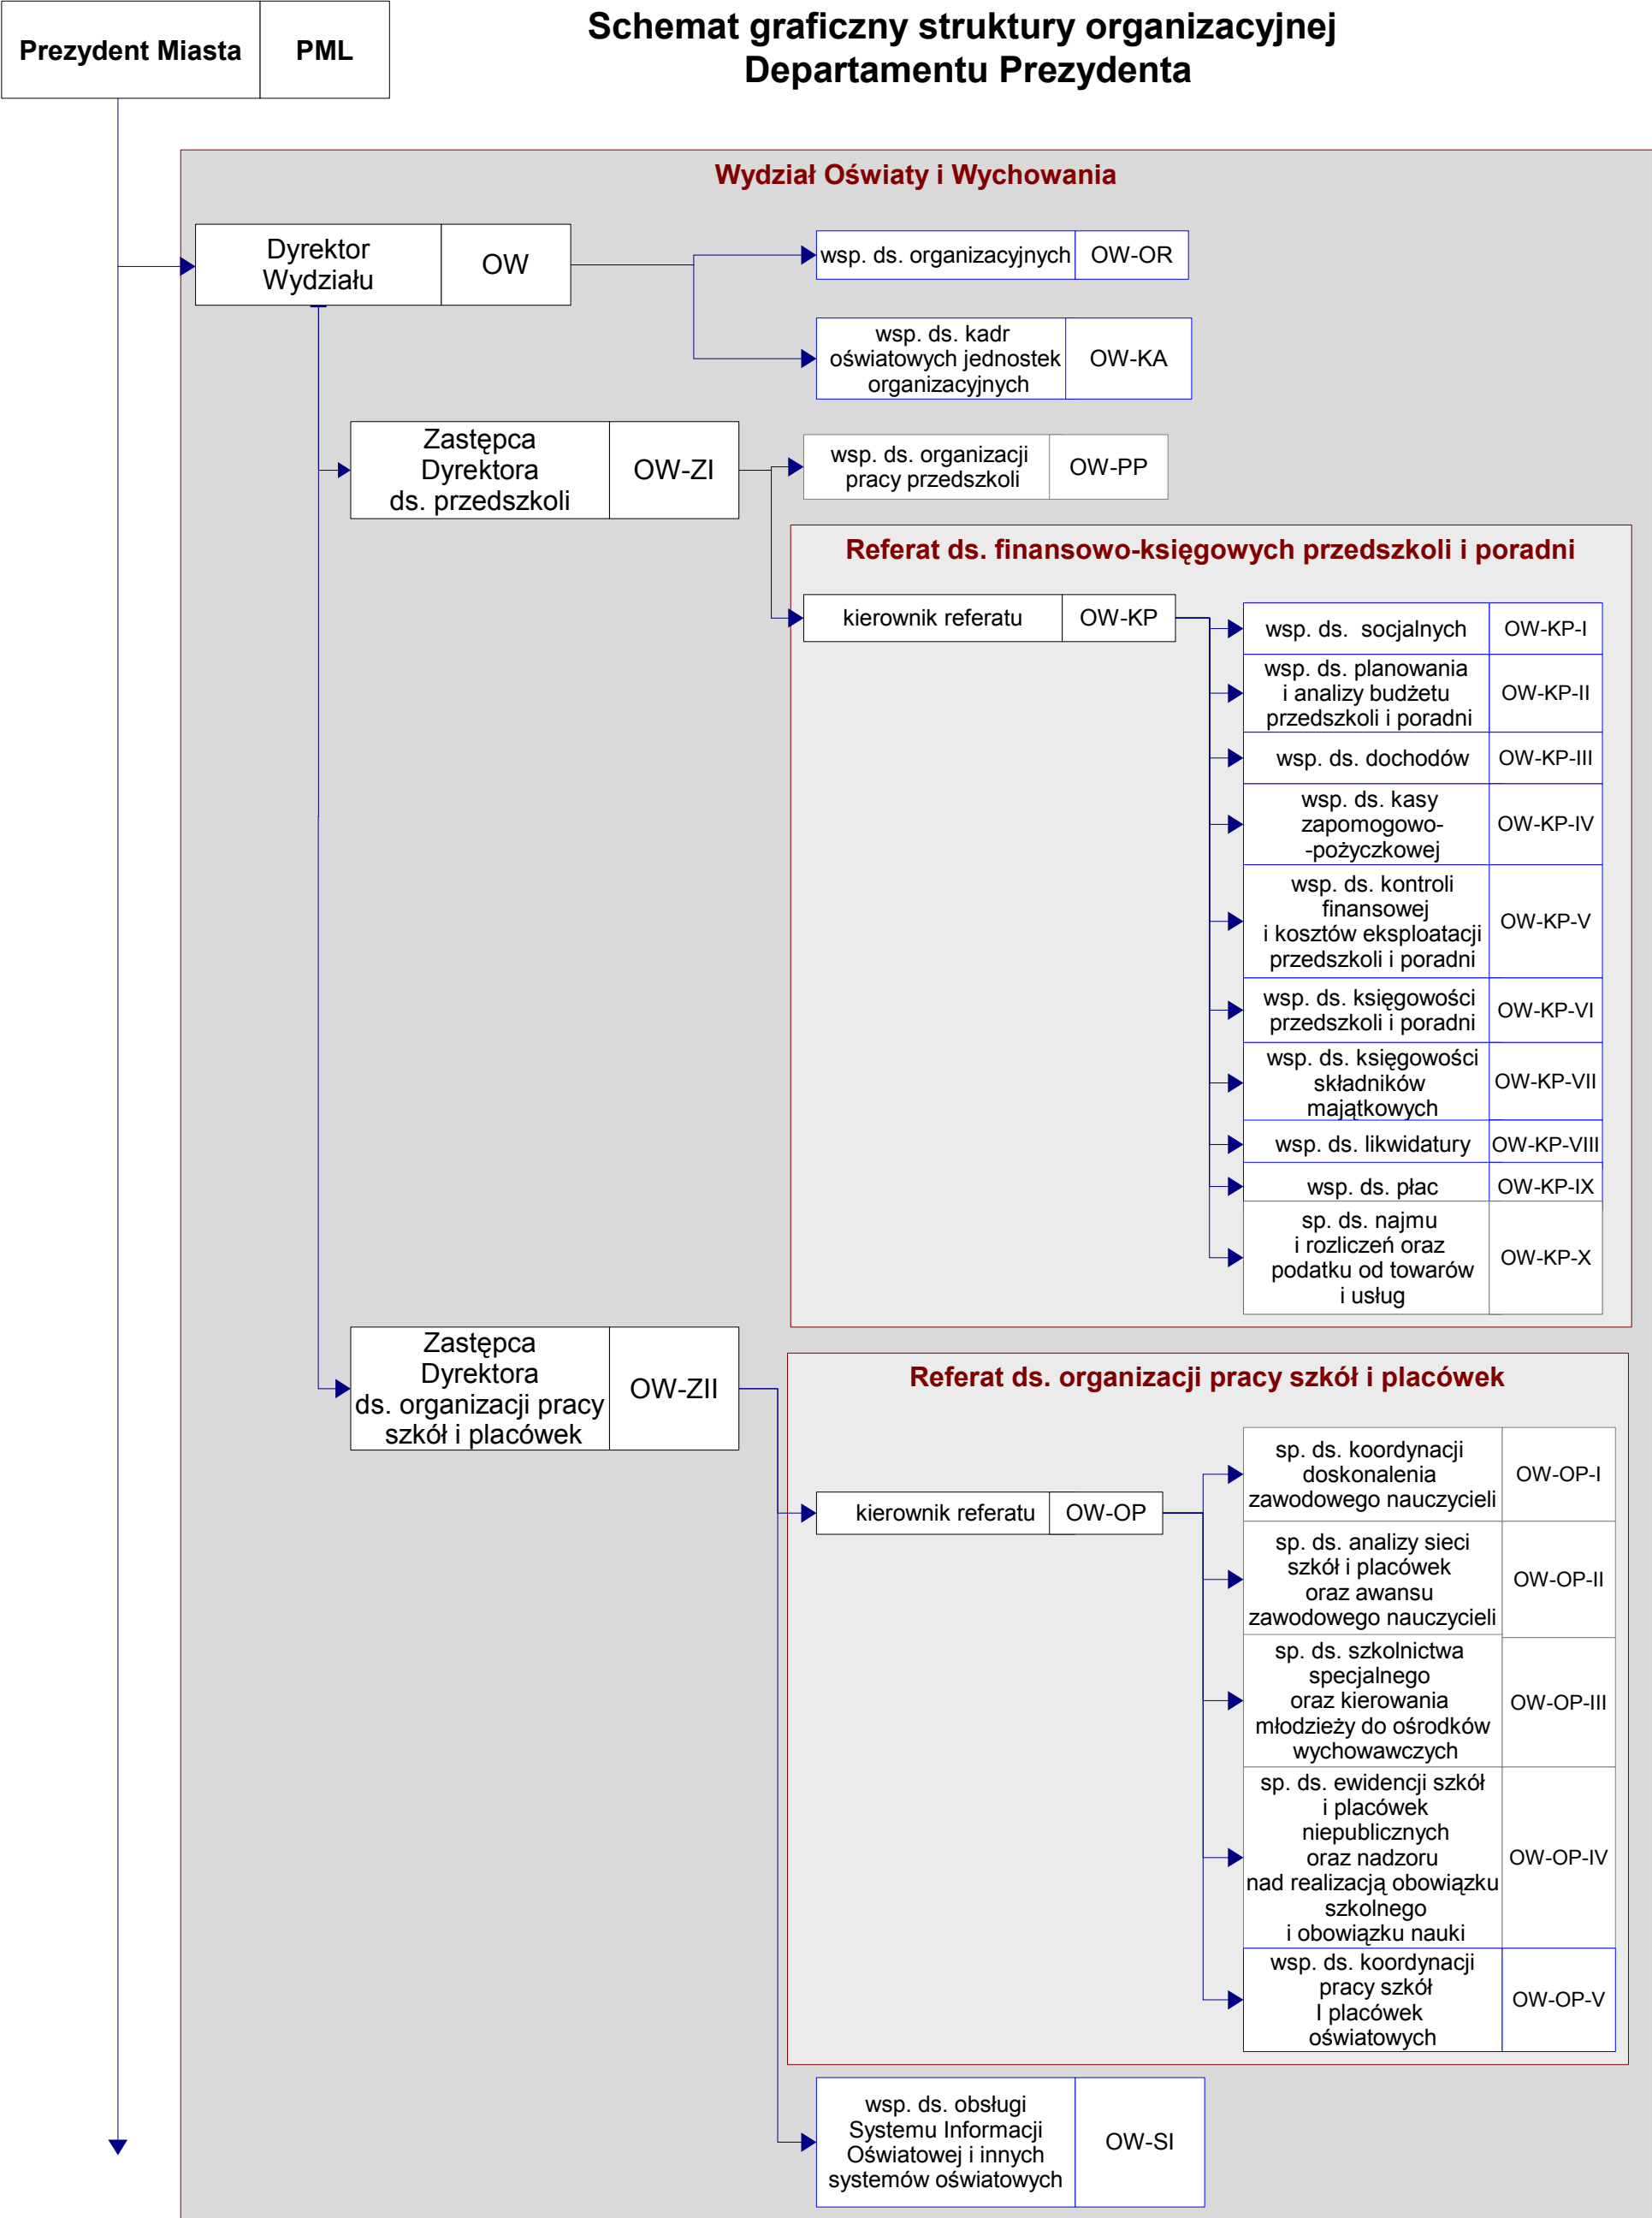 Prezydent Miasta
PML
Schemat graficzny struktury organizacyjnej
Departamentu Prezydenta
Wydział Oświaty i Wychowania
Dyrektor
Wydziału
OW
wsp. ds. organizacyjnych
OW-OR
wsp. ds. kadr
oświatowych jednostek
organizacyjnych
OW-KA
Zastępca
Dyrektora
ds. przedszkoli
OW-ZI
wsp. ds. organizacji
pracy przedszkoli
OW-PP
Referat ds. finansowo-księgowych przedszkoli i poradni
kierownik referatu
OW-KP
wsp. ds.  socjalnych
OW-KP-I
wsp. ds. planowania
i analizy budżetu
przedszkoli i poradni
OW-KP-II
wsp. ds. dochodów
OW-KP-III
wsp. ds. kasy
zapomogowo-
-pożyczkowej
OW-KP-IV
wsp. ds. kontroli
finansowej
i kosztów eksploatacji
przedszkoli i poradni
OW-KP-V
wsp. ds. księgowości
przedszkoli i poradni
OW-KP-VI
wsp. ds. księgowości
składników
majątkowych
OW-KP-VII
wsp. ds. likwidatury
OW-KP-VIII
wsp. ds. płac
OW-KP-IX
sp. ds. najmu
i rozliczeń oraz
podatku od towarów
i usług
OW-KP-X
Zastępca
Dyrektora
ds. organizacji pracy
szkół i placówek
OW-ZII
Referat ds. organizacji pracy szkół i placówek
kierownik referatu
OW-OP
sp. ds. koordynacji
doskonalenia
zawodowego nauczycieli
OW-OP-I
sp. ds. analizy sieci
szkół i placówek
oraz awansu
zawodowego nauczycieli
OW-OP-II
sp. ds. szkolnictwa
specjalnego
oraz kierowania
młodzieży do ośrodków
wychowawczych
OW-OP-III
sp. ds. ewidencji szkół
i placówek
niepublicznych
oraz nadzoru
nad realizacją obowiązku
szkolnego
i obowiązku nauki
OW-OP-IV
wsp. ds. koordynacji
pracy szkół
I placówek
oświatowych
OW-OP-V
wsp. ds. obsługi
Systemu Informacji
Oświatowej i innych
systemów oświatowych
OW-SI